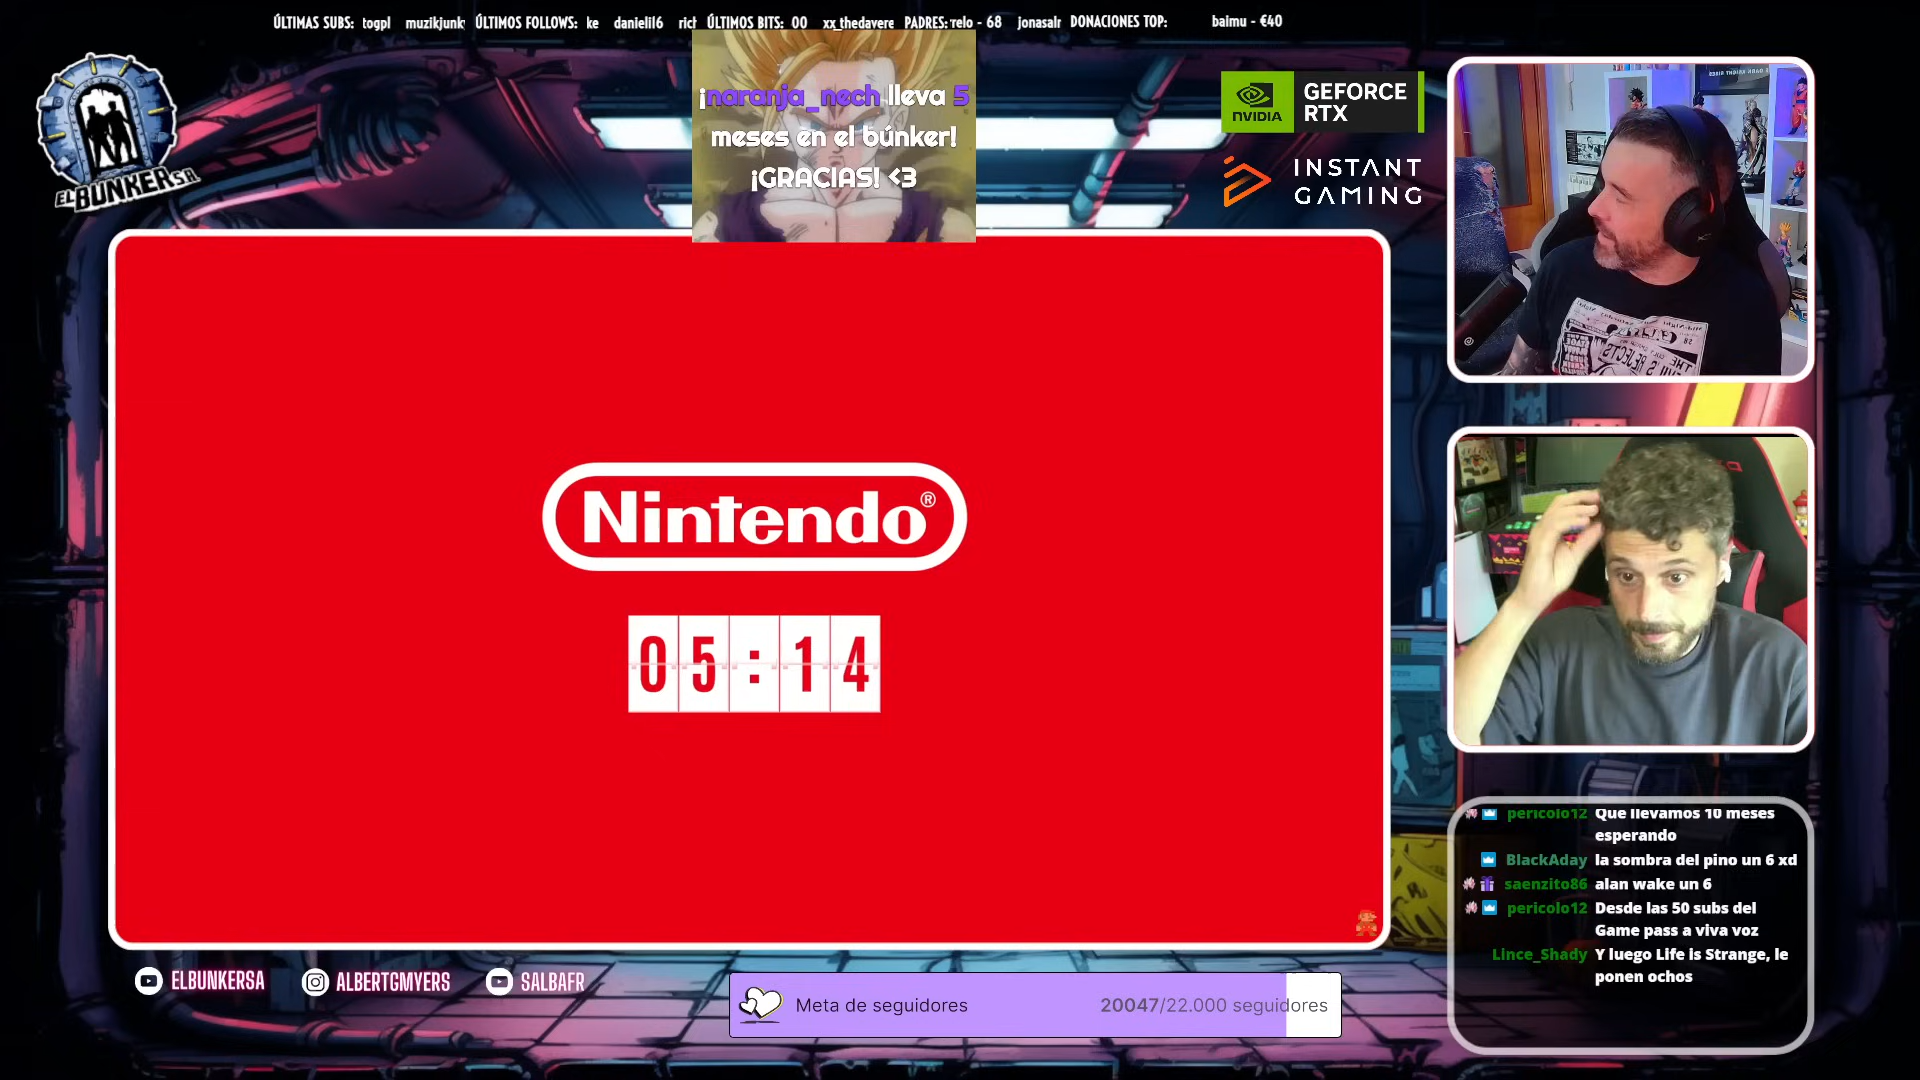 ÚLTIMAS SUBS: togpl muzikjunk ÚLTIMOS FOLLOWS: ke danielil6 ÚLTIMOS BITS: 00 xx_thedavere PADRES: relo - 68 jonasalr DONACIONES TOP: baimu - €40
¡naranja_nech lleva 5
meses en el búnker!
¡GRACIAS! <3
EL BUNKER S.A.
NVIDIA
GEFORCE
RTX
INSTANT
GAMING
Nintendo®
05:14
pericolo12 Que llevamos 10 meses
esperando
BlackAday la sombra del pino un 6 xd
saenzito86 alan wake un 6
pericolo12 Desde las 50 subs del
Game pass a viva voz
Lince_Shady Y luego Life is Strange, le
ponen ochos
ELBUNKERSA
ALBERTGMYERS
SALBAFR
Meta de seguidores 20047/22.000 seguidores